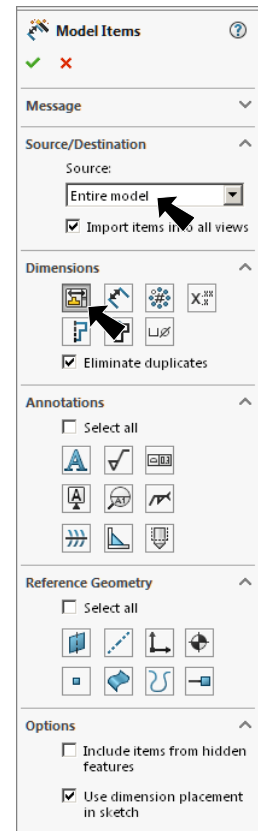 Model Items
Message
Source/Destination
Source:
Entire model
Import items into all views
Dimensions
Eliminate duplicates
Annotations
Select all
Reference Geometry
Select all
Options
Include items from hidden
features
Use dimension placement
in sketch